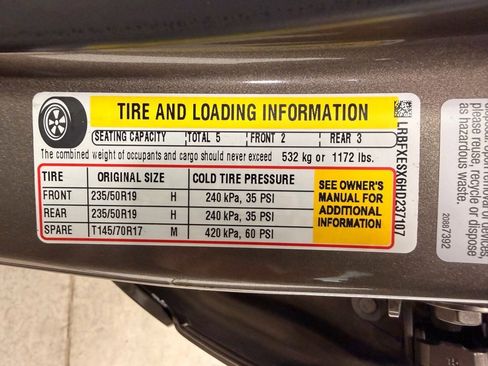 TIRE AND LOADING INFORMATION
SEATING CAPACITY TOTAL 5 FRONT 2 REAR 3
The combined weight of occupants and cargo should never exceed 532 kg or 1172 lbs.
TIRE ORIGINAL SIZE COLD TIRE PRESSURE
FRONT 235/50R19 H 240 kPa, 35 PSI
REAR 235/50R19 H 240 kPa, 35 PSI
SPARE T145/70R17 M 420 kPa, 60 PSI
SEE OWNER'S
MANUAL FOR
ADDITIONAL
INFORMATION
LRBFXESX6HD237107
please reuse, recycle or dispose
as hazardous waste.
20887392